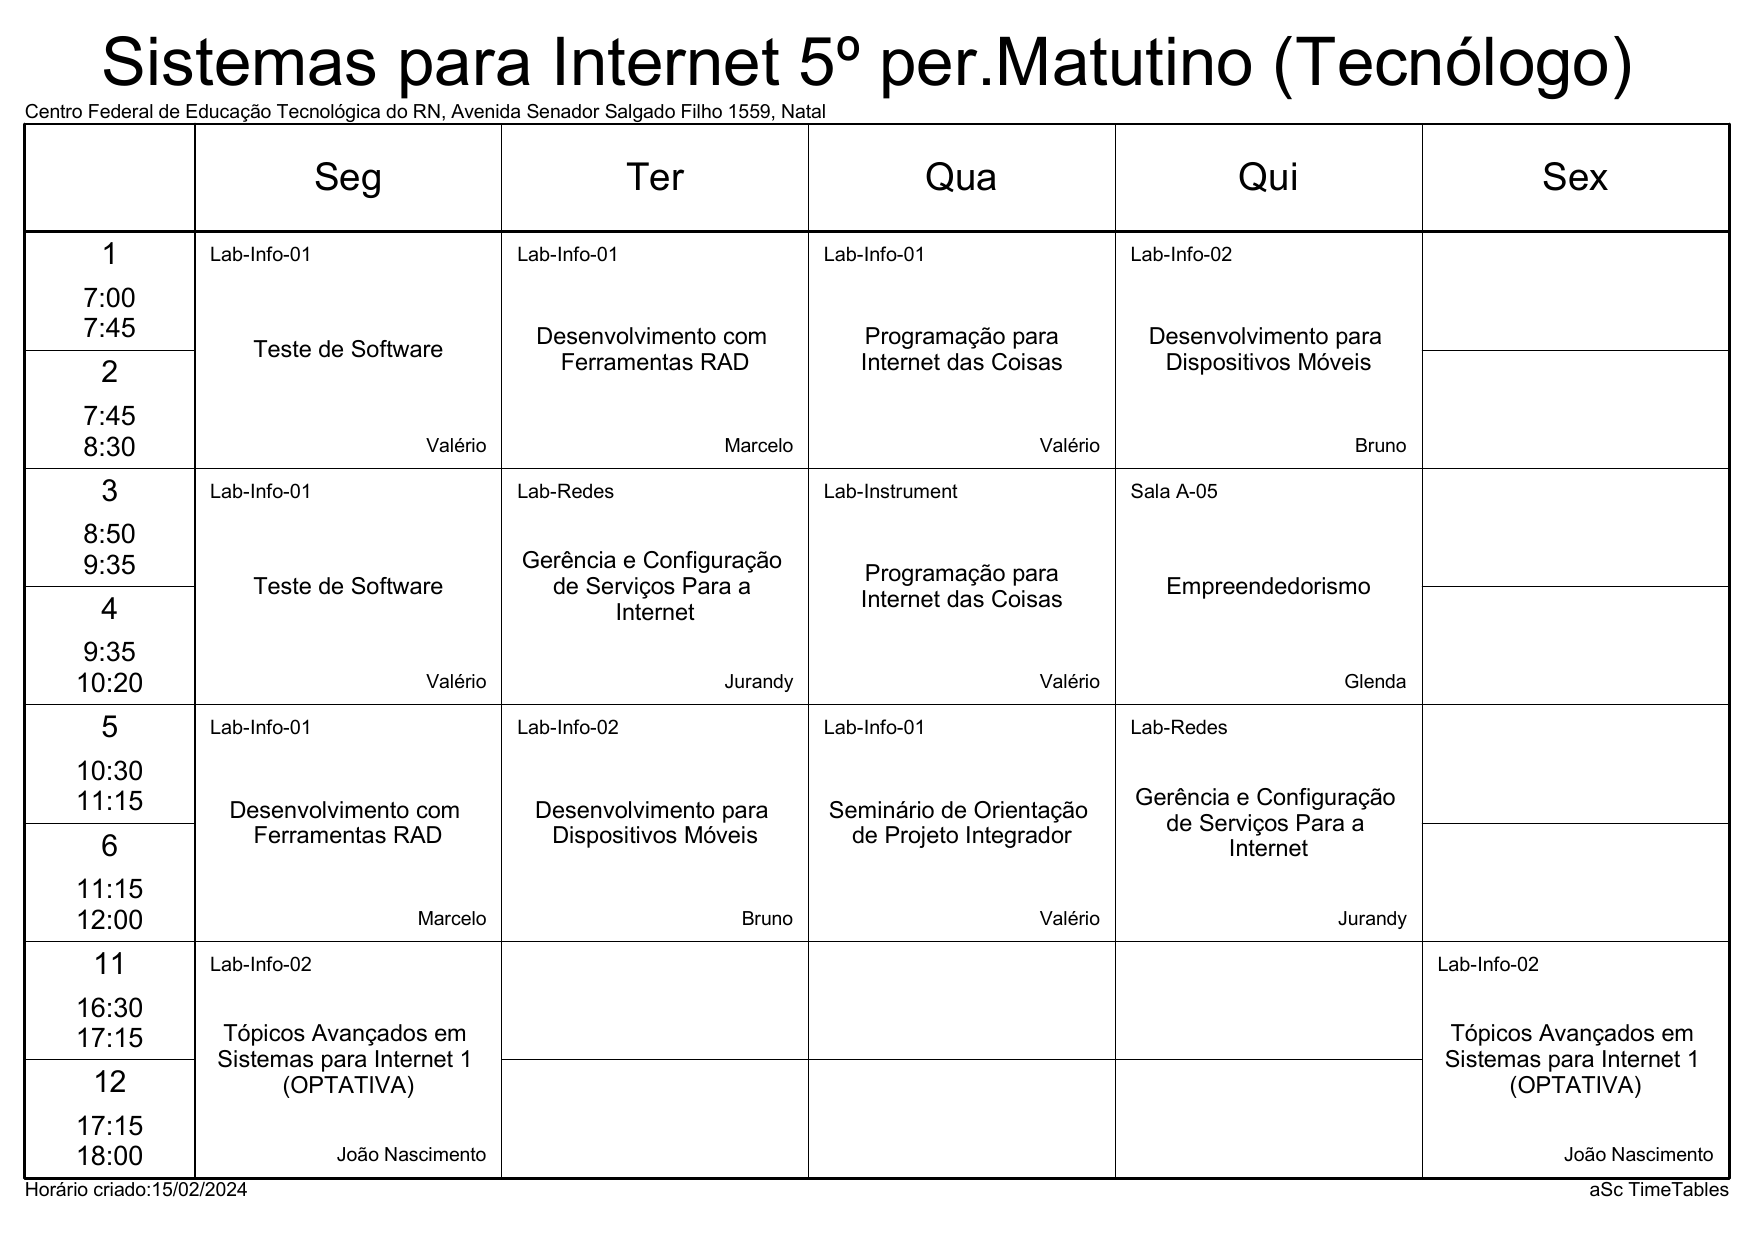 Sistemas para Internet 5º per.Matutino (Tecnólogo)
Centro Federal de Educação Tecnológica do RN, Avenida Senador Salgado Filho 1559, Natal
Seg
Ter
Qua
Qui
Sex
1
7:00
7:45
Lab-Info-01
Teste de Software
Valério
Lab-Info-01
Desenvolvimento com
Ferramentas RAD
Marcelo
Lab-Info-01
Programação para
Internet das Coisas
Valério
Lab-Info-02
Desenvolvimento para
Dispositivos Móveis
Bruno
2
7:45
8:30
3
8:50
9:35
Lab-Info-01
Teste de Software
Valério
Lab-Redes
Gerência e Configuração
de Serviços Para a
Internet
Jurandy
Lab-Instrument
Programação para
Internet das Coisas
Valério
Sala A-05
Empreendedorismo
Glenda
4
9:35
10:20
5
10:30
11:15
Lab-Info-01
Desenvolvimento com
Ferramentas RAD
Marcelo
Lab-Info-02
Desenvolvimento para
Dispositivos Móveis
Bruno
Lab-Info-01
Seminário de Orientação
de Projeto Integrador
Valério
Lab-Redes
Gerência e Configuração
de Serviços Para a
Internet
Jurandy
6
11:15
12:00
11
16:30
17:15
Lab-Info-02
Tópicos Avançados em
Sistemas para Internet 1
(OPTATIVA)
João Nascimento
Lab-Info-02
Tópicos Avançados em
Sistemas para Internet 1
(OPTATIVA)
João Nascimento
12
17:15
18:00
Horário criado:15/02/2024
aSc TimeTables